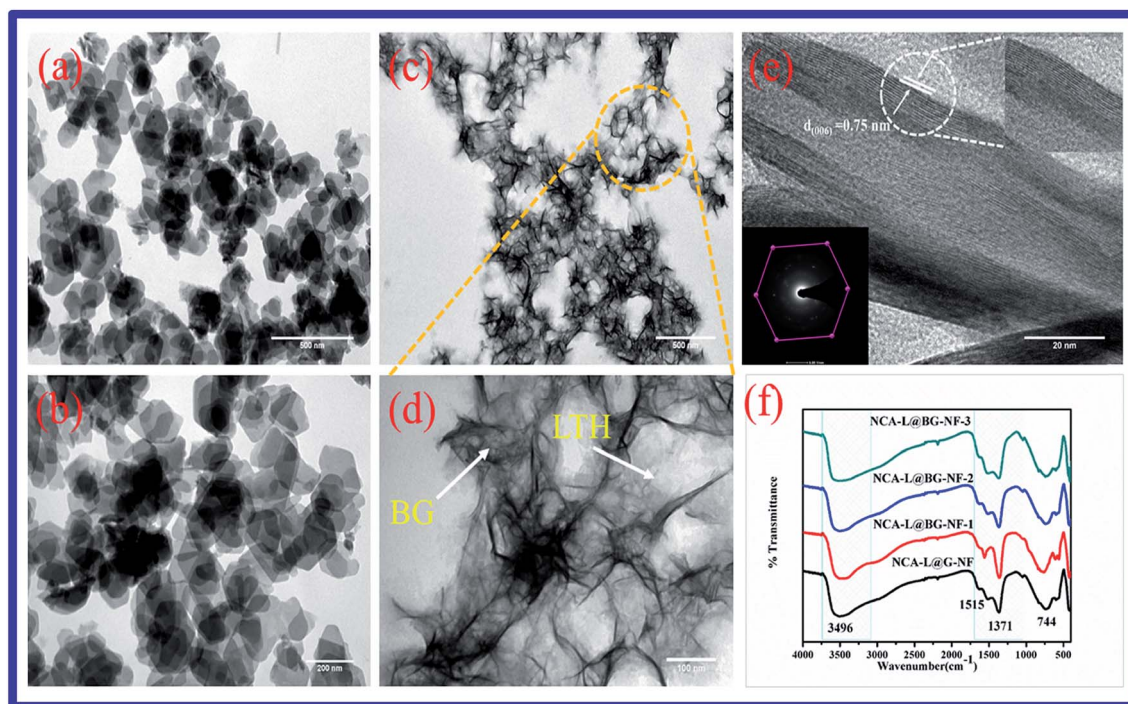 (a)
500 nm
(b)
200 nm
(c)
500 nm
(d)
LTH
BG
100 nm
(e)
d(006) =0.75 nm
20 nm
(f)
% Transmittance
NCA-L@BG-NF-3
NCA-L@BG-NF-2
NCA-L@BG-NF-1
NCA-L@G-NF
3496
1515
1371
744
4000 3500 3000 2500 2000 1500 1000 500
Wavenumber(cm-1)